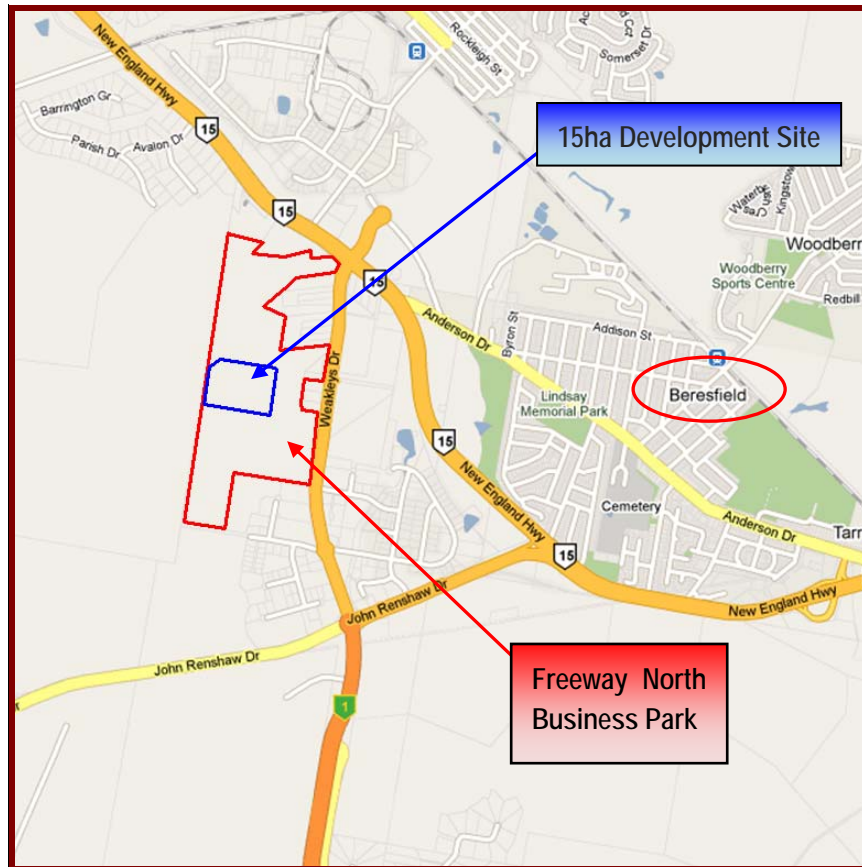 New England Hwy
Rockleigh St
Somerset Dr
Barrington Gr
15
Parish Dr
Avalon Dr
15ha Development Site
15
Kingstow
Woodberry
Woodberry
Sports Centre
Redbill
15
Anderson Dr
Byron St
Addison St
Weakleys Dr
Lindsay
Memorial Park
Beresfield
15
New England Hwy
Cemetery
Anderson Dr
Tarr
15
John Renshaw Dr
New England Hwy
John Renshaw Dr
Freeway North
Business Park
1